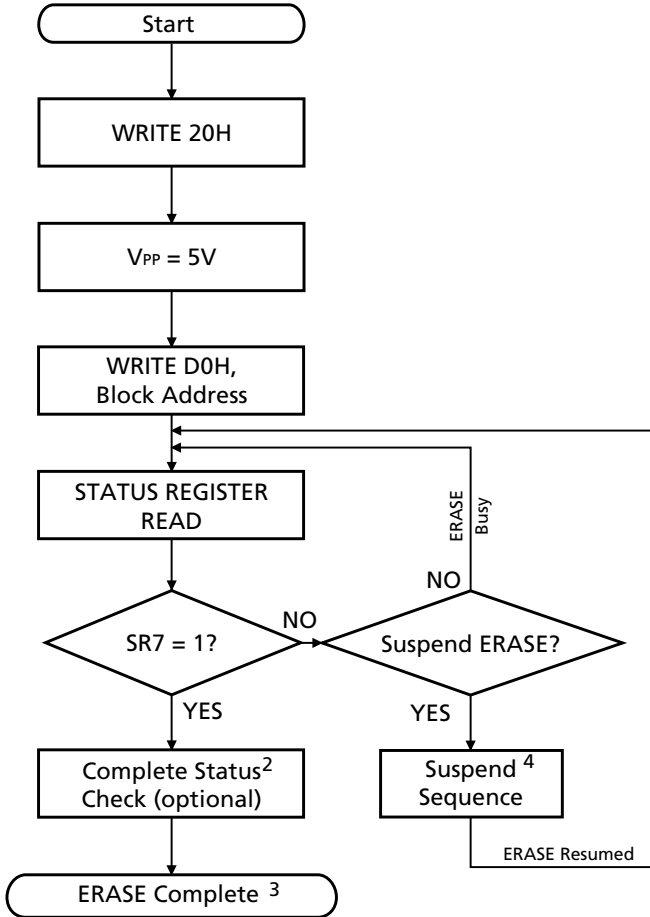 Start
WRITE 20H
VPP = 5V
WRITE D0H,
Block Address
STATUS REGISTER
READ
ERASE
Busy
NO
SR7 = 1?
NO
Suspend ERASE?
YES
YES
Complete Status2
Check (optional)
Suspend 4
Sequence
ERASE Resumed
ERASE Complete 3